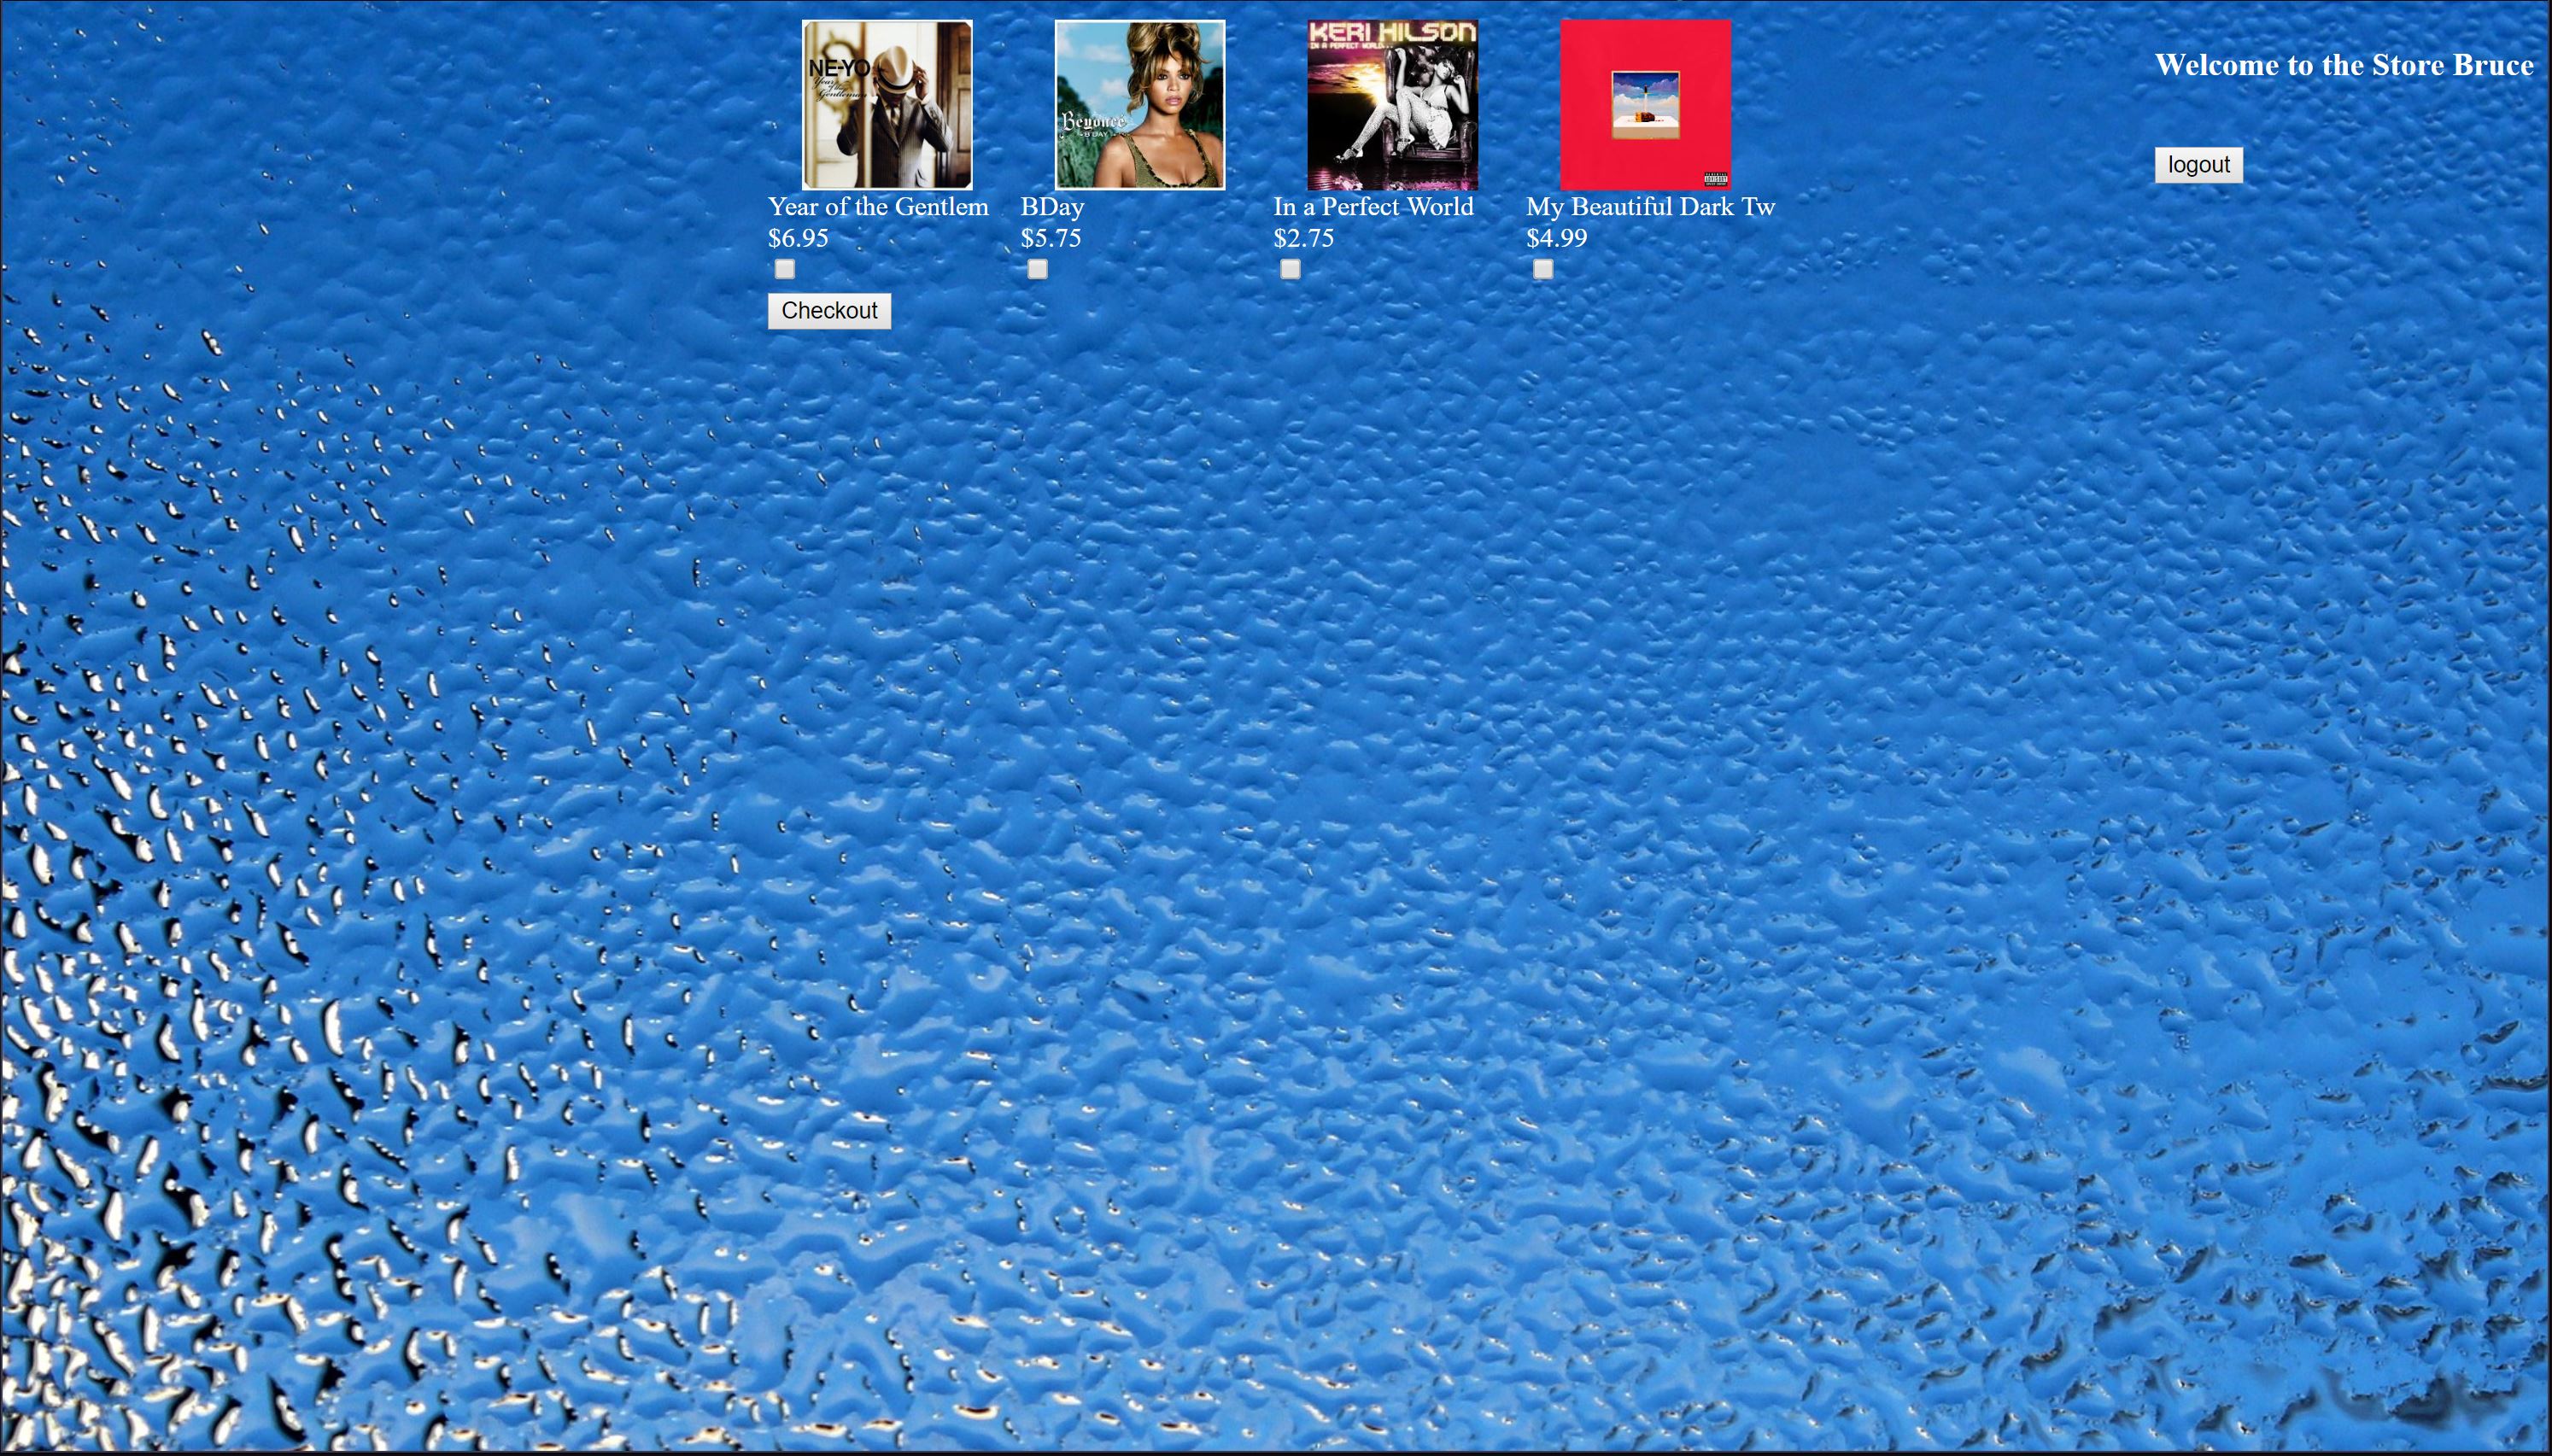 NE-YO
Year of the
Gentleman
Beyoncé
B'DAY
KERI HILSON
IN A PERFECT WORLD...
Welcome to the Store Bruce
logout
Year of the Gentlem
$6.95
BDay
$5.75
In a Perfect World
$2.75
My Beautiful Dark Tw
$4.99
Checkout